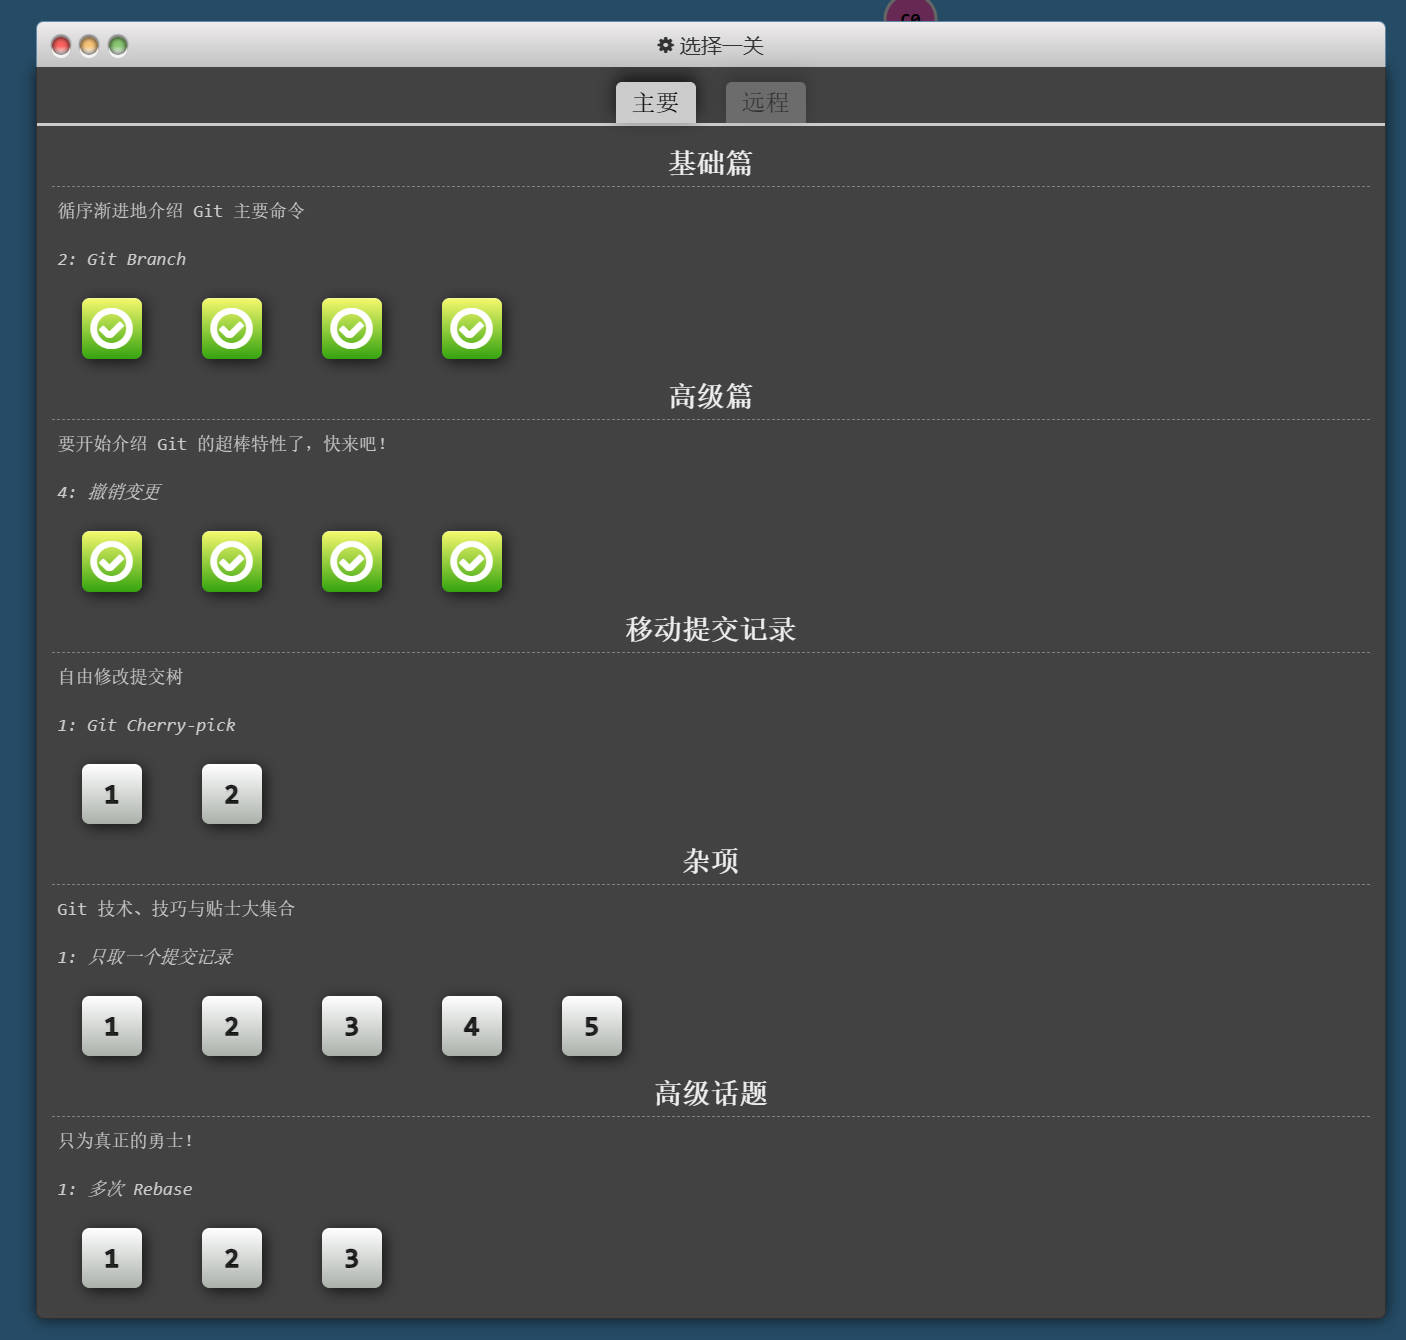 C0
选择一关
主要 远程
基础篇
循序渐进地介绍 Git 主要命令
2: Git Branch
高级篇
要开始介绍 Git 的超棒特性了，快来吧！
4: 撤销变更
移动提交记录
自由修改提交树
1: Git Cherry-pick
1 2
杂项
Git 技术、技巧与贴士大集合
1: 只取一个提交记录
1 2 3 4 5
高级话题
只为真正的勇士！
1: 多次 Rebase
1 2 3